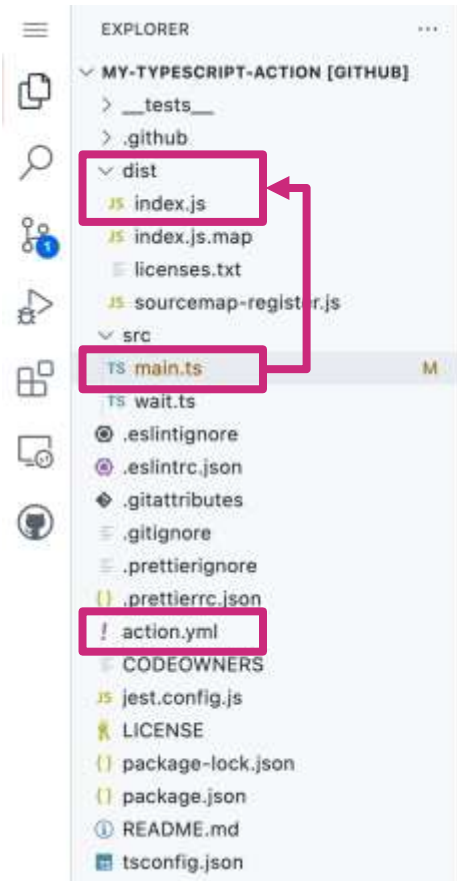 EXPLORER
MY-TYPESCRIPT-ACTION [GITHUB]
__tests__
.github
dist
JS index.js
JS index.js.map
licenses.txt
JS sourcemap-register.js
src
TS main.ts M
TS wait.ts
.eslintignore
.eslintrc.json
.gitattributes
.gitignore
.prettierignore
{} .prettierrc.json
! action.yml
CODEOWNERS
JS jest.config.js
LICENSE
{} package-lock.json
{} package.json
README.md
tsconfig.json
1